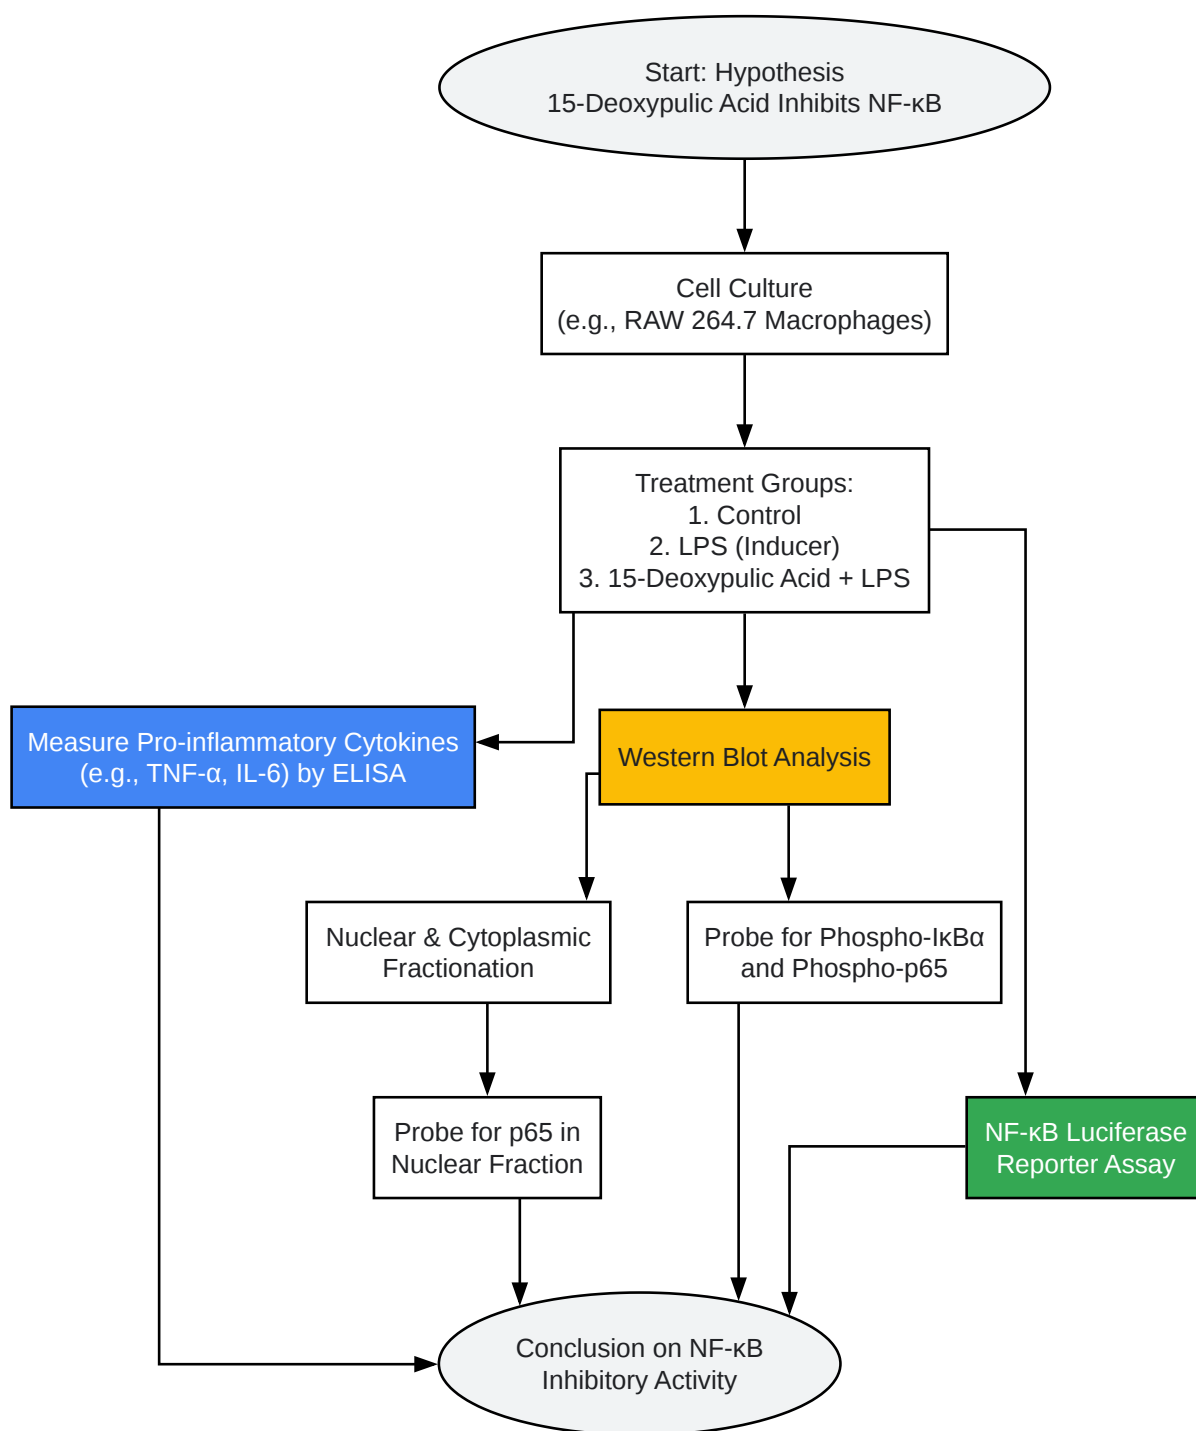 Start: Hypothesis
15-Deoxypulic Acid Inhibits NF-κB
Cell Culture
(e.g., RAW 264.7 Macrophages)
Treatment Groups:
1. Control
2. LPS (Inducer)
3. 15-Deoxypulic Acid + LPS
Measure Pro-inflammatory Cytokines
(e.g., TNF-α, IL-6) by ELISA
Western Blot Analysis
Nuclear & Cytoplasmic
Fractionation
Probe for Phospho-IκBα
and Phospho-p65
Probe for p65 in
Nuclear Fraction
NF-κB Luciferase
Reporter Assay
Conclusion on NF-κB
Inhibitory Activity